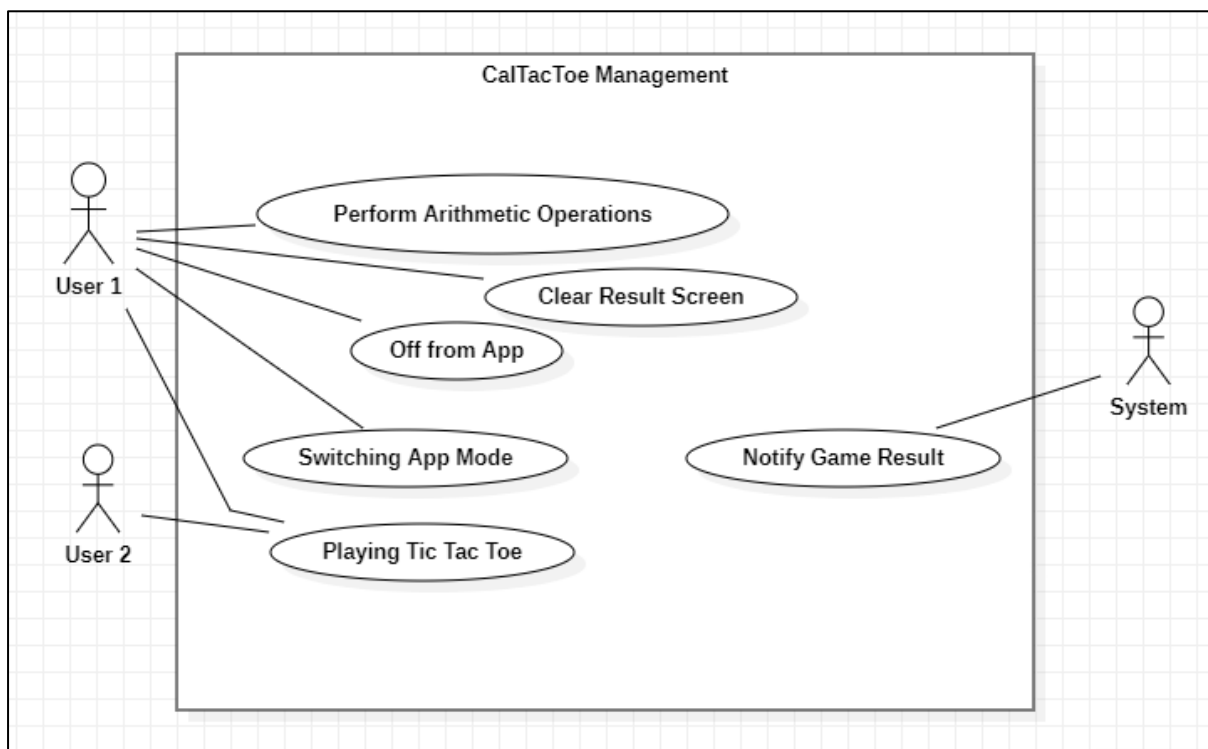 CalTacToe Management
Perform Arithmetic Operations
User 1
Clear Result Screen
Off from App
System
Switching App Mode
Notify Game Result
User 2
Playing Tic Tac Toe